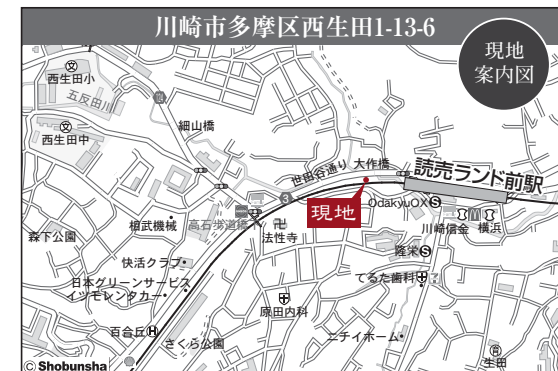 川崎市多摩区西生田1-13-6
現地
案内図
西生田小
五反田川
西生田中
細山橋
世田谷通り
大作橋
読売ランド前駅
3
植武機械
高石歩道橋下
現地
OdakyuOX
川崎信金
横浜
森下公園
法性寺
快活クラブ
隆栄
日本グリーンサービス
イツモレンタカー
てるた歯科
原田内科
百合丘
さくら公園
ニチイホーム
生田
© Shobunsha